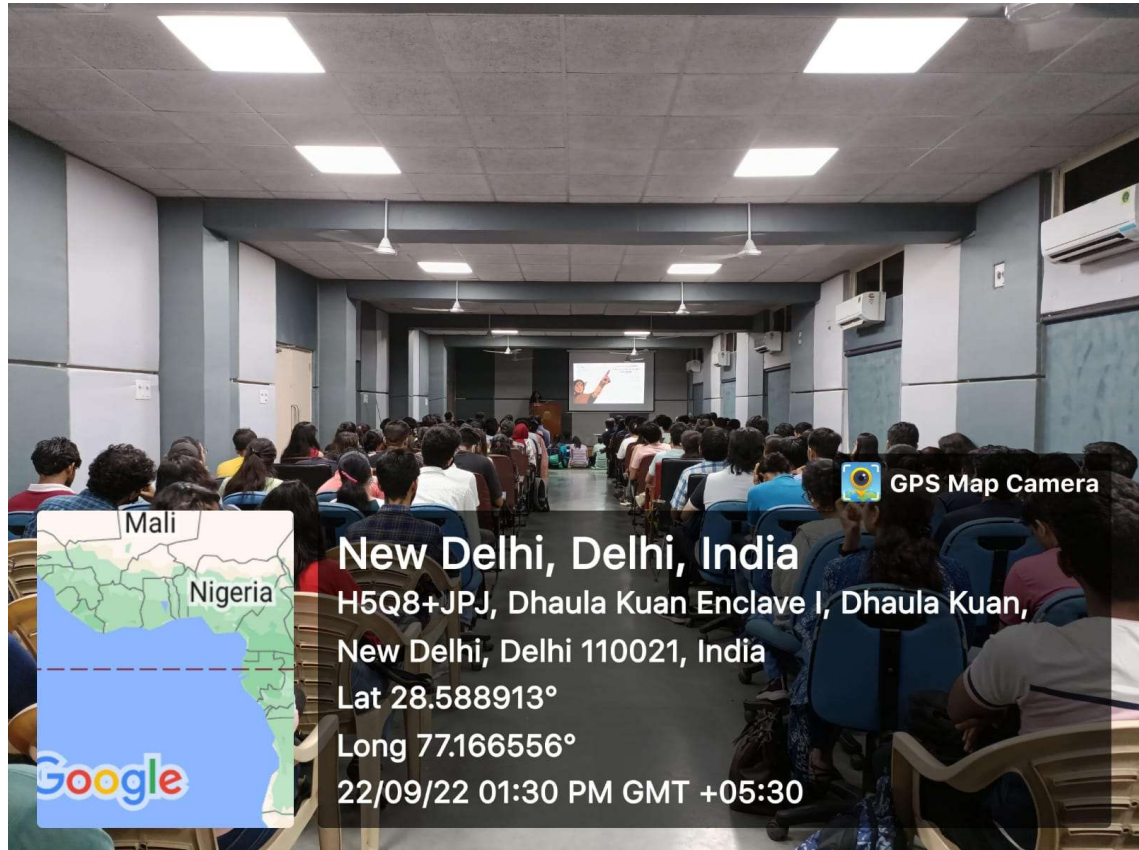 GPS Map Camera
Mali
Nigeria
Google
New Delhi, Delhi, India
H5Q8+JPJ, Dhaula Kuan Enclave I, Dhaula Kuan,
New Delhi, Delhi 110021, India
Lat 28.588913°
Long 77.166556°
22/09/22 01:30 PM GMT +05:30